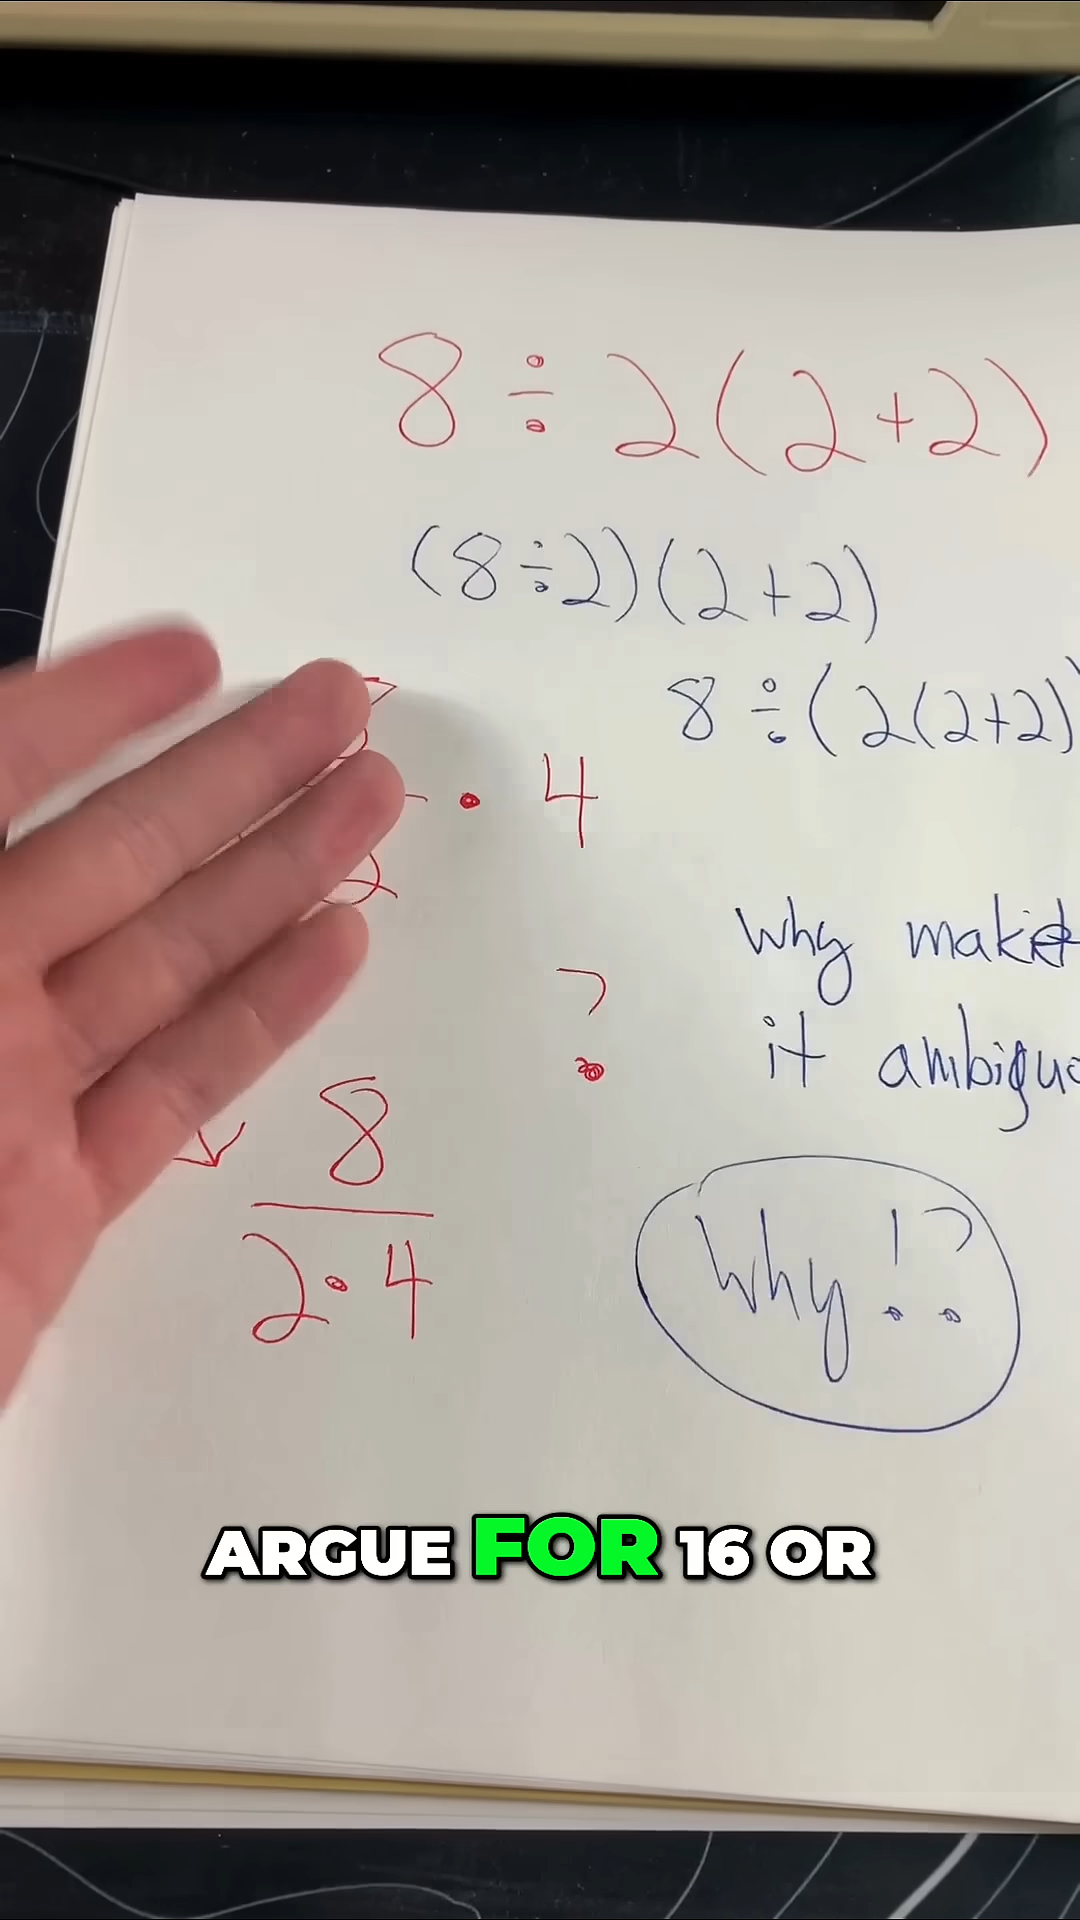 8 ÷ 2(2+2)
(8÷2)(2+2)
8 ÷ (2(2+2)
· 4
why make
it
?
8
2·4
Why!?
ARGUE FOR 16 OR